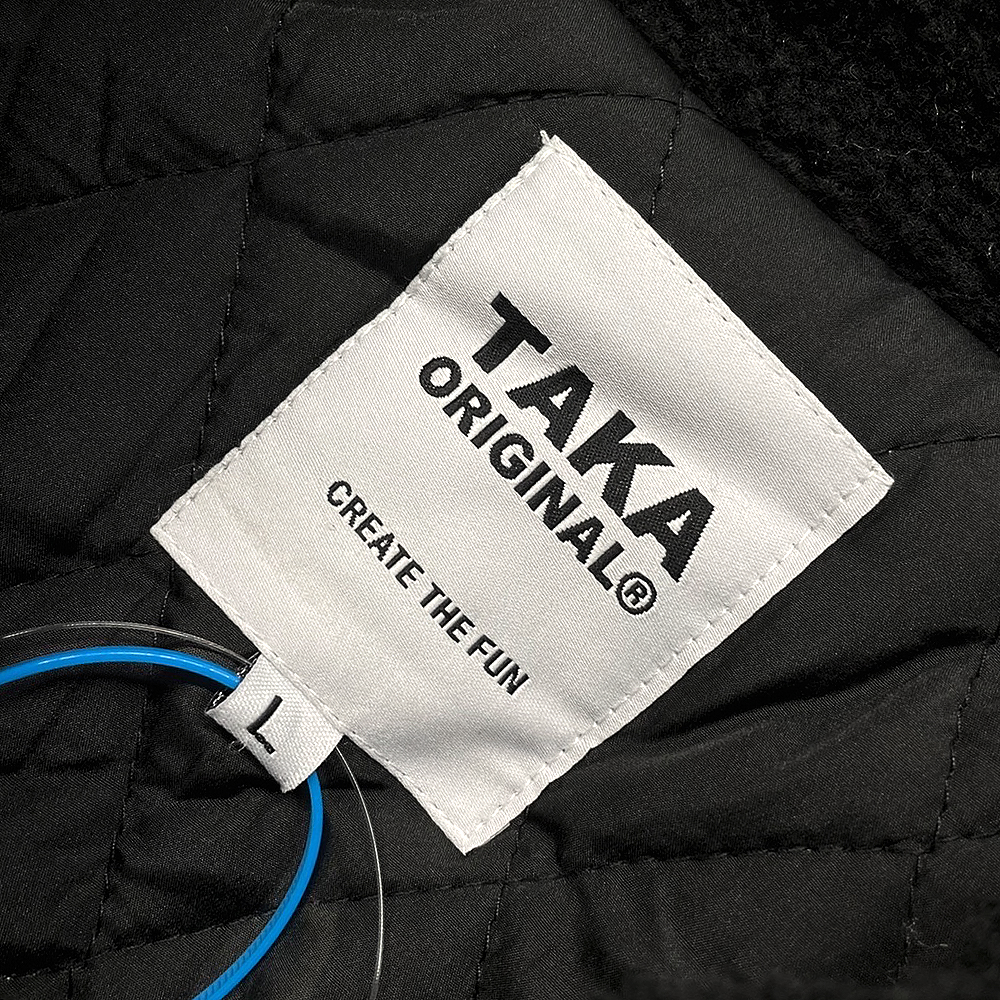 TAKA
ORIGINAL®
CREATE THE FUN
L